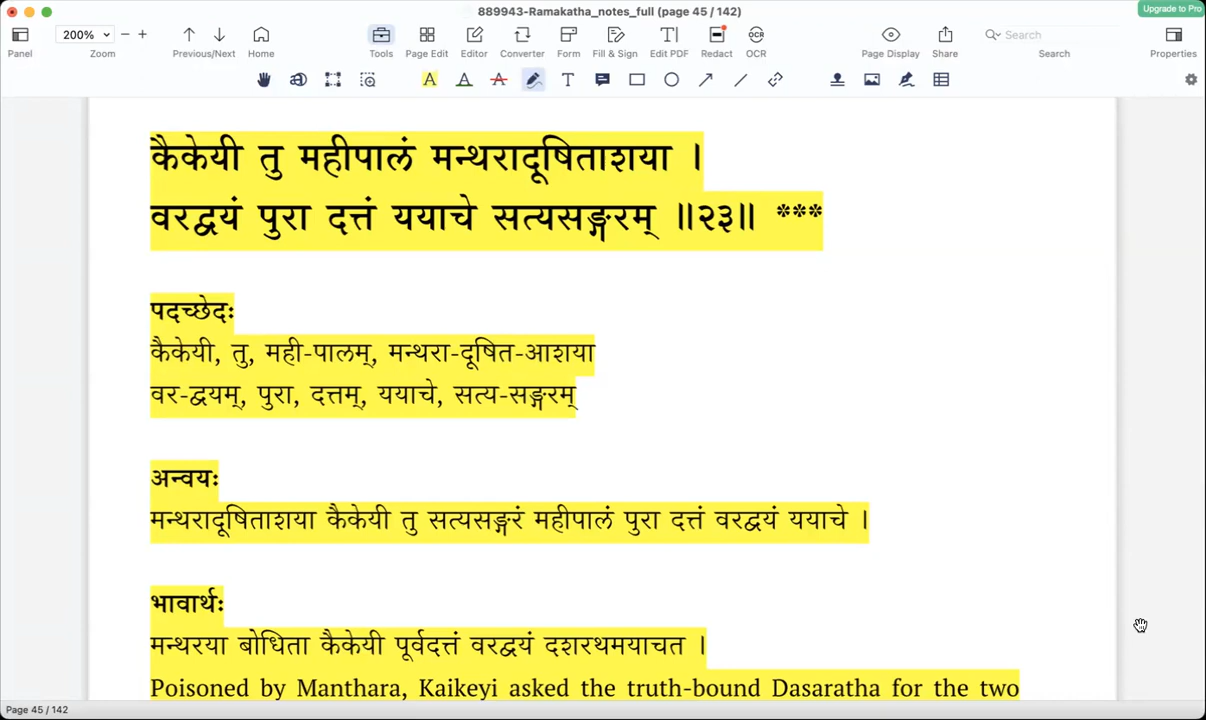 889943-Ramakatha_notes_full (page 45 / 142)
Upgrade to Pro
200%
Search
Panel Zoom Previous/Next Home Tools Page Edit Editor Converter Form Fill & Sign Edit PDF Redact OCR Page Display Share Search Properties
कैकेयी तु महीपालं मन्थरादूषिताशया ।
वरद्वयं पुरा दत्तं ययाचे सत्यसङ्गरम् ॥२३॥ ***
पदच्छेदः
कैकेयी, तु, मही-पालम्, मन्थरा-दूषित-आशया
वर-द्वयम्, पुरा, दत्तम्, ययाचे, सत्य-सङ्गरम्
अन्वयः
मन्थरादूषिताशया कैकेयी तु सत्यसङ्गरं महीपालं पुरा दत्तं वरद्वयं ययाचे ।
भावार्थः
मन्थरया बोधिता कैकेयी पूर्वदत्तं वरद्वयं दशरथमयाचत ।
Poisoned by Manthara, Kaikeyi asked the truth-bound Dasaratha for the two
Page 45 / 142